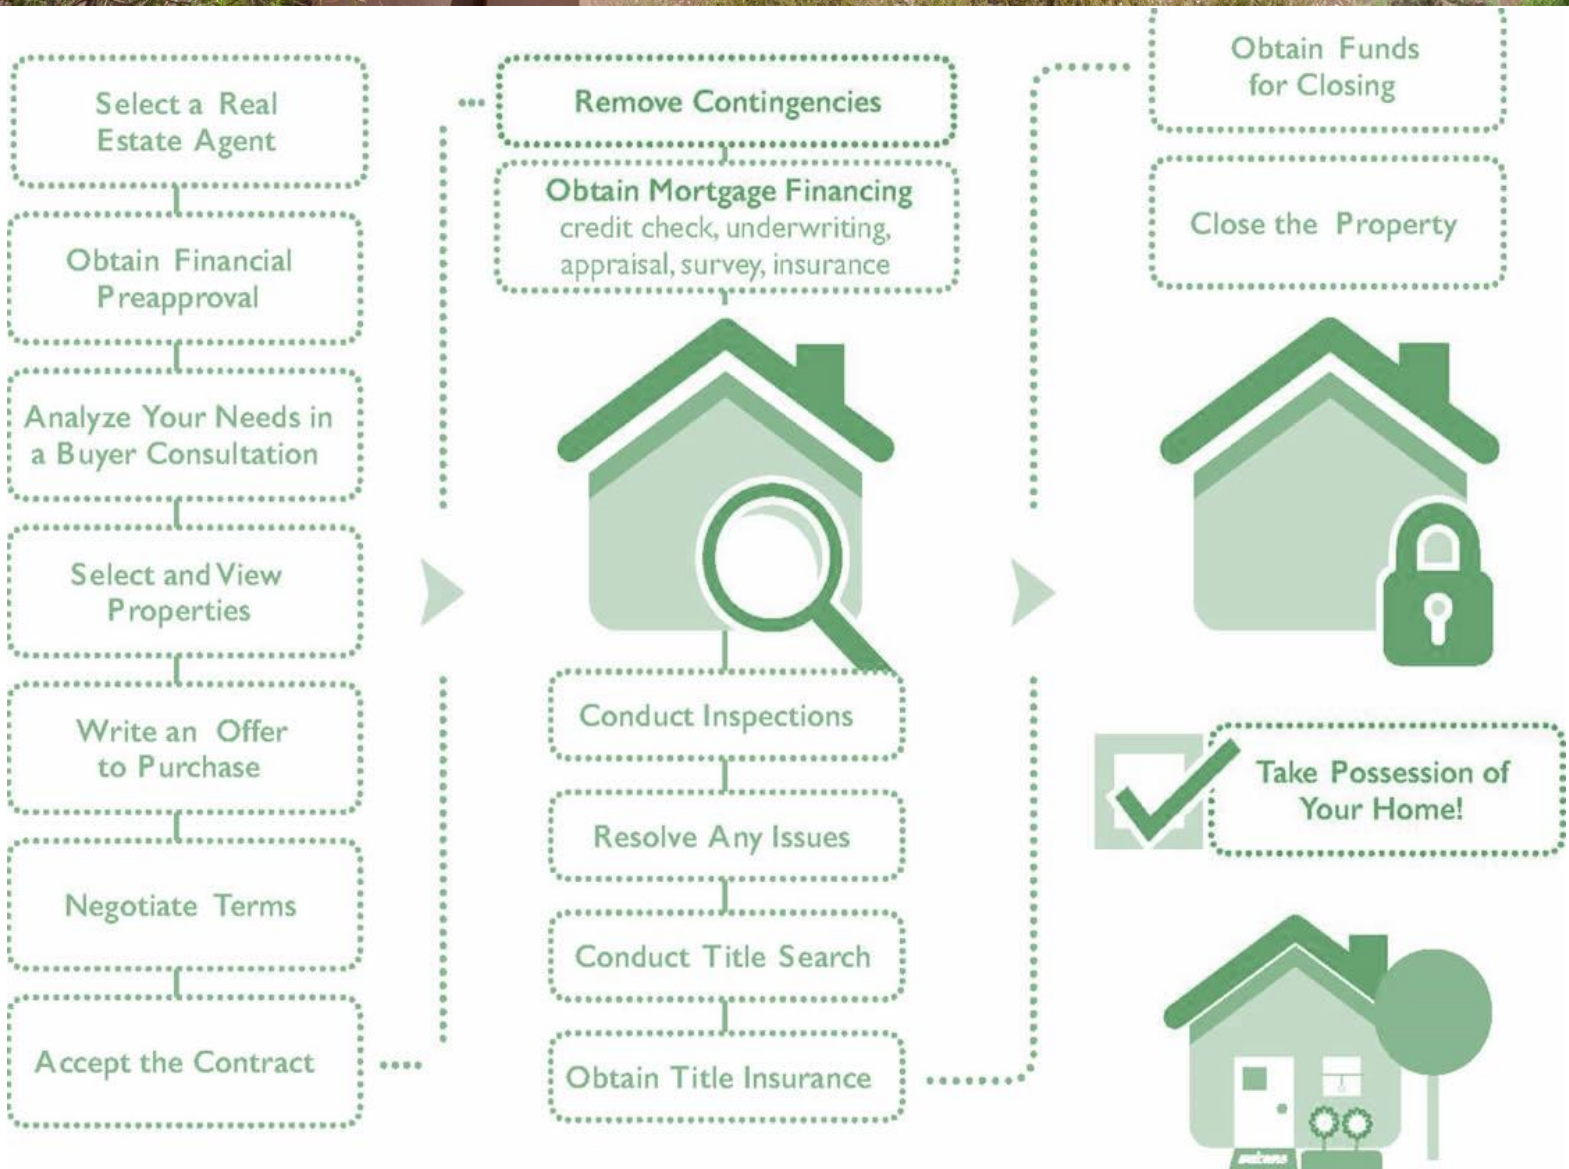 Select a Real
Estate Agent
Obtain Financial
Preapproval
Analyze Your Needs in
a Buyer Consultation
Select and View
Properties
Write an Offer
to Purchase
Negotiate Terms
Accept the Contract
Remove Contingencies
Obtain Mortgage Financing
credit check, underwriting,
appraisal, survey, insurance
Conduct Inspections
Resolve Any Issues
Conduct Title Search
Obtain Title Insurance
Obtain Funds
for Closing
Close the Property
Take Possession of
Your Home!